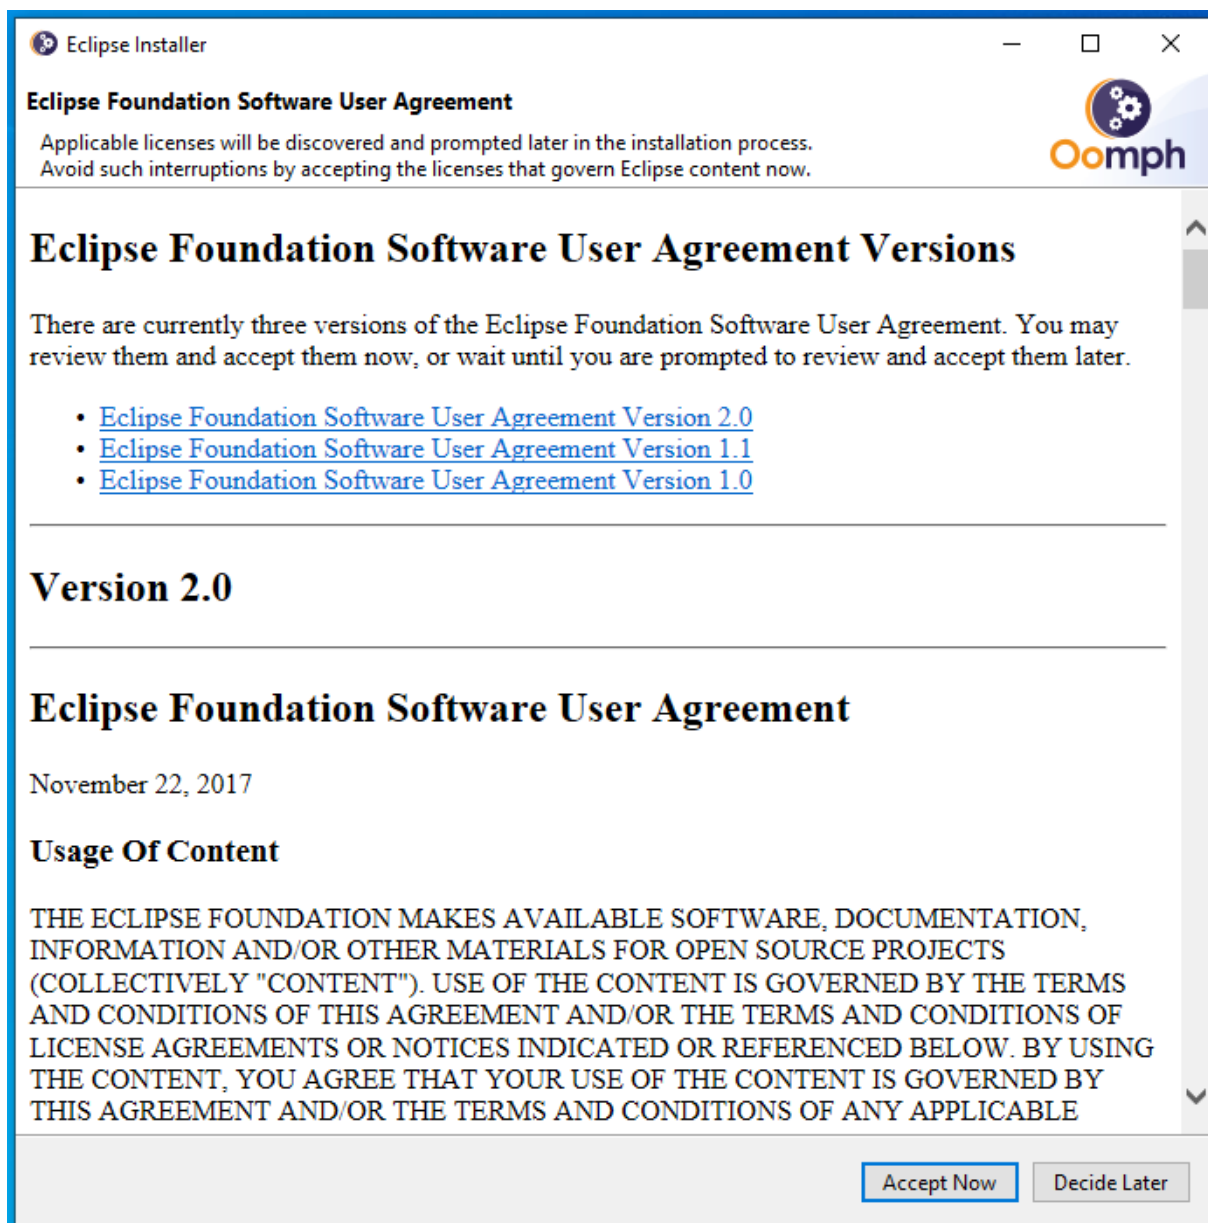 Eclipse Installer
Eclipse Foundation Software User Agreement
Applicable licenses will be discovered and prompted later in the installation process.
Avoid such interruptions by accepting the licenses that govern Eclipse content now.
Oomph
Eclipse Foundation Software User Agreement Versions
There are currently three versions of the Eclipse Foundation Software User Agreement. You may
review them and accept them now, or wait until you are prompted to review and accept them later.
• Eclipse Foundation Software User Agreement Version 2.0
• Eclipse Foundation Software User Agreement Version 1.1
• Eclipse Foundation Software User Agreement Version 1.0
Version 2.0
Eclipse Foundation Software User Agreement
November 22, 2017
Usage Of Content
THE ECLIPSE FOUNDATION MAKES AVAILABLE SOFTWARE, DOCUMENTATION,
INFORMATION AND/OR OTHER MATERIALS FOR OPEN SOURCE PROJECTS
(COLLECTIVELY "CONTENT"). USE OF THE CONTENT IS GOVERNED BY THE TERMS
AND CONDITIONS OF THIS AGREEMENT AND/OR THE TERMS AND CONDITIONS OF
LICENSE AGREEMENTS OR NOTICES INDICATED OR REFERENCED BELOW. BY USING
THE CONTENT, YOU AGREE THAT YOUR USE OF THE CONTENT IS GOVERNED BY
THIS AGREEMENT AND/OR THE TERMS AND CONDITIONS OF ANY APPLICABLE
Accept Now
Decide Later